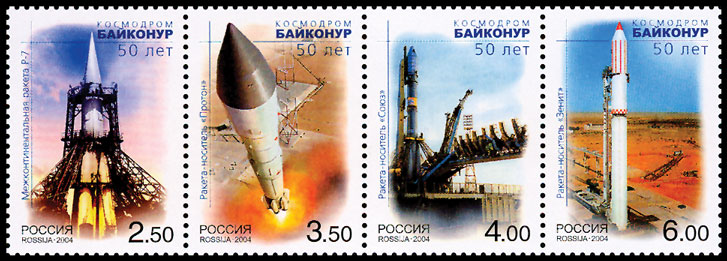 КОСМОДРОМ
БАЙКОНУР
50 лет
Межконтинентальная ракета Р-7
РОССИЯ
ROSSIJA·2004
2.50
КОСМОДРОМ
БАЙКОНУР
50 лет
Ракета-носитель «Протон»
РОССИЯ
ROSSIJA·2004
3.50
КОСМОДРОМ
БАЙКОНУР
50 лет
Ракета-носитель «Союз»
РОССИЯ
ROSSIJA·2004
4.00
КОСМОДРОМ
БАЙКОНУР
50 лет
Ракета-носитель «Зенит»
РОССИЯ
ROSSIJA·2004
6.00